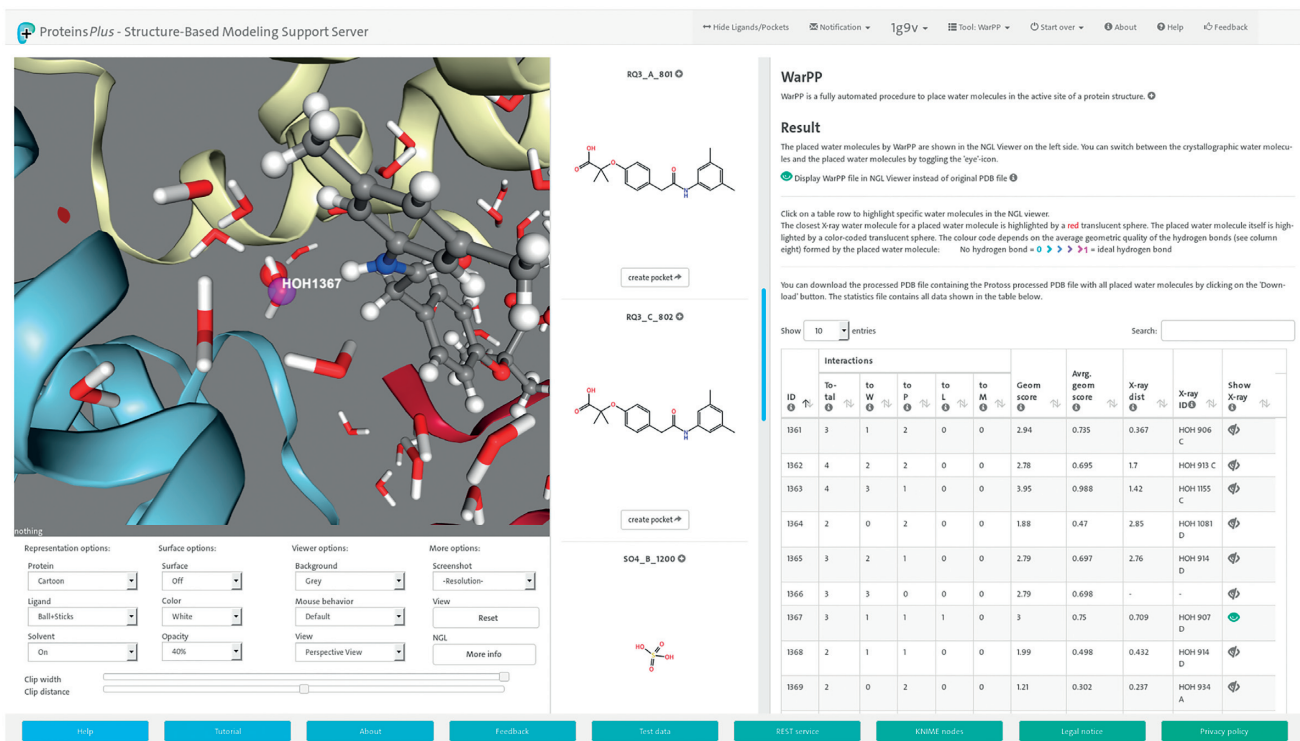 ProteinsPlus - Structure-Based Modeling Support Server
Hide Ligands/Pockets Notification 1g9v Tool: WarPP Start over About Help Feedback
HOH1367
nothing
Representation options: Surface options: Viewer options: More options:
Protein Surface Background Screenshot
Cartoon Off Grey -Resolution-
Ligand Color Mouse behavior View
Ball+Sticks White Default Reset
Solvent Opacity View NGL
On 40% Perspective View More info
Clip width
Clip distance
RQ3_A_801
OH
O
O
O
N
H
create pocket
RQ3_C_802
OH
O
O
O
N
H
create pocket
SO4_B_1200
HO O
S
OH
O
WarPP
WarPP is a fully automated procedure to place water molecules in the active site of a protein structure.
Result
The placed water molecules by WarPP are shown in the NGL Viewer on the left side. You can switch between the crystallographic water molecu-
les and the placed water molecules by toggling the 'eye'-icon.
Display WarPP file in NGL Viewer instead of original PDB file
Click on a table row to highlight specific water molecules in the NGL viewer.
The closest X-ray water molecule for a placed water molecule is highlighted by a red translucent sphere. The placed water molecule itself is high-
lighted by a color-coded translucent sphere. The colour code depends on the average geometric quality of the hydrogen bonds (see column
eight) formed by the placed water molecule: No hydrogen bond = 0 > > > >1 = ideal hydrogen bond
You can download the processed PDB file containing the Protoss processed PDB file with all placed water molecules by clicking on the 'Down-
load' button. The statistics file contains all data shown in the table below.
Show 10 entries Search:
Interactions
ID To-tal to W to P to L to M Geom score Avrg. geom score X-ray dist X-ray ID Show X-ray
1361 3 1 2 0 0 2.94 0.735 0.367 HOH 906
C
1362 4 2 2 0 0 2.78 0.695 1.7 HOH 913 C
1363 4 3 1 0 0 3.95 0.988 1.42 HOH 1155
C
1364 2 0 2 0 0 1.88 0.47 2.85 HOH 1081
D
1365 3 2 1 0 0 2.79 0.697 2.76 HOH 914
D
1366 3 3 0 0 0 2.79 0.698 - -
1367 3 1 1 1 0 3 0.75 0.709 HOH 907
D
1368 2 1 1 0 0 1.99 0.498 0.432 HOH 914
D
1369 2 0 2 0 0 1.21 0.302 0.237 HOH 934
A
Help Tutorial About Feedback Test data REST service KNIME nodes Legal notice Privacy policy